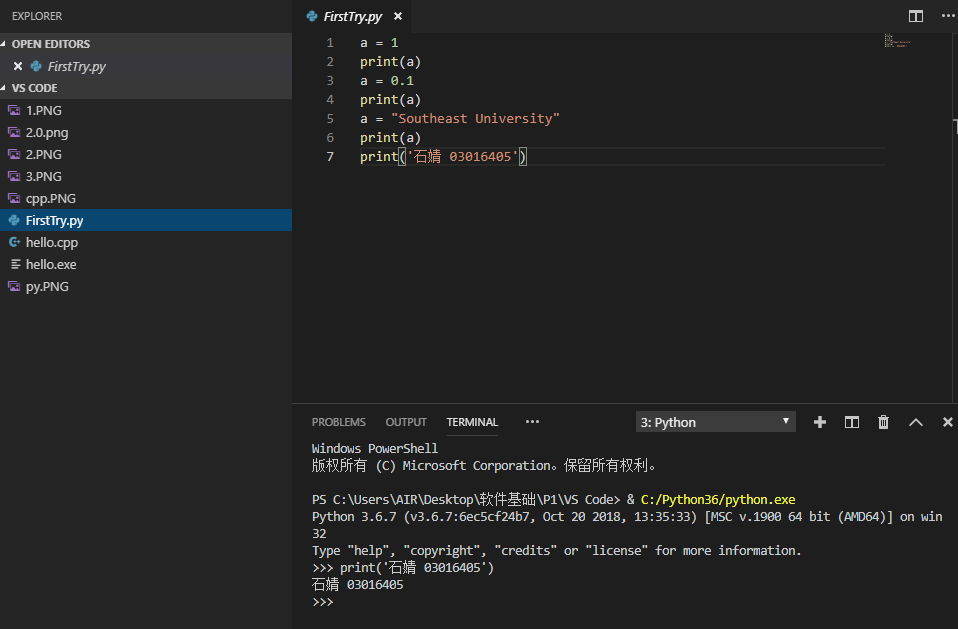 EXPLORER
OPEN EDITORS
FirstTry.py
VS CODE
1.PNG
2.0.png
2.PNG
3.PNG
cpp.PNG
FirstTry.py
hello.cpp
hello.exe
py.PNG
FirstTry.py
1 a = 1
2 print(a)
3 a = 0.1
4 print(a)
5 a = "Southeast University"
6 print(a)
7 print('石婧 03016405')
PROBLEMS OUTPUT TERMINAL ••• 3: Python
Windows PowerShell
版权所有 (C) Microsoft Corporation。保留所有权利。
PS C:\Users\AIR\Desktop\软件基础\P1\VS Code> & C:/Python36/python.exe
Python 3.6.7 (v3.6.7:6ec5cf24b7, Oct 20 2018, 13:35:33) [MSC v.1900 64 bit (AMD64)] on win
32
Type "help", "copyright", "credits" or "license" for more information.
>>> print('石婧 03016405')
石婧 03016405
>>>